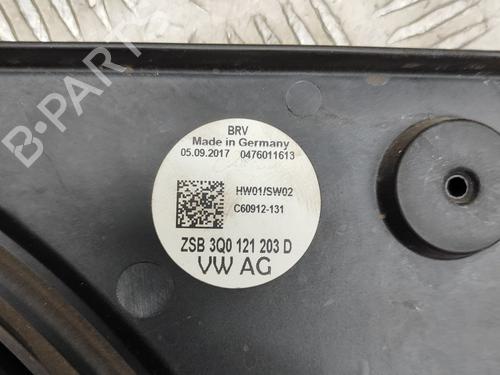 B-Parts
BRV
Made in Germany
05.09.2017 0476011613
HW01/SW02
C60912-131
ZSB 3Q0 121 203 D
VW AG